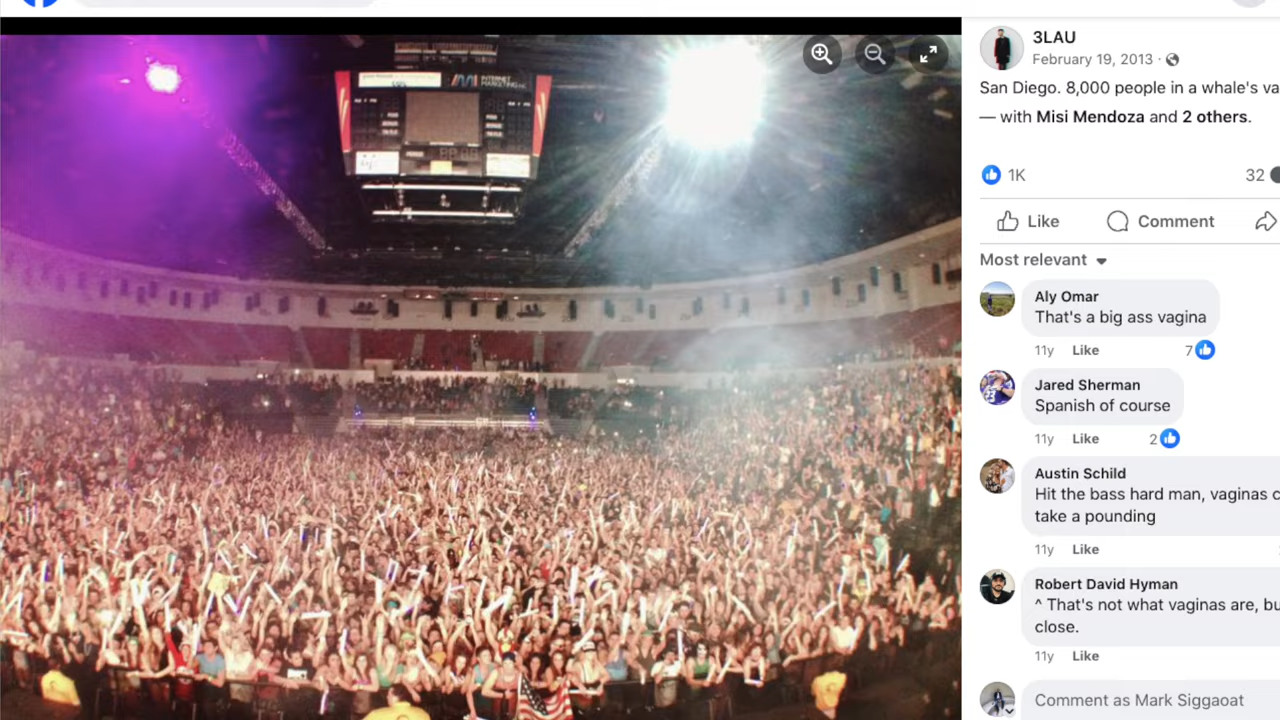 3LAU
February 19, 2013
San Diego. 8,000 people in a whale's va
— with Misi Mendoza and 2 others.
1K
32
Like
Comment
Most relevant
Aly Omar
That's a big ass vagina
11y Like
7
Jared Sherman
Spanish of course
11y Like
2
Austin Schild
Hit the bass hard man, vaginas c
take a pounding
11y Like
Robert David Hyman
^ That's not what vaginas are, bu
close.
11y Like
Comment as Mark Siggaoat
INTERNET
MARKETING